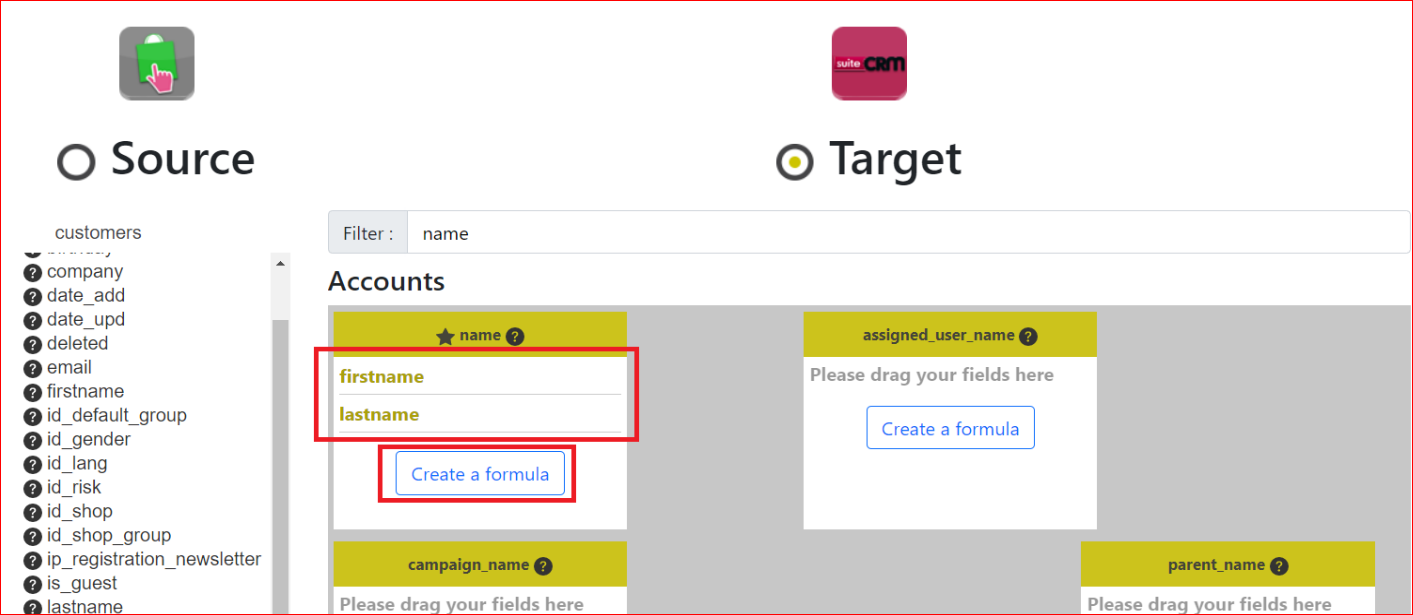 suite CRM
Source
Target
customers
birthday
company
date_add
date_upd
deleted
email
firstname
id_default_group
id_gender
id_lang
id_risk
id_shop
id_shop_group
ip_registration_newsletter
is_guest
lastname
Filter :
name
Accounts
name
firstname
lastname
Create a formula
assigned_user_name
Please drag your fields here
Create a formula
campaign_name
Please drag your fields here
parent_name
Please drag your fields here